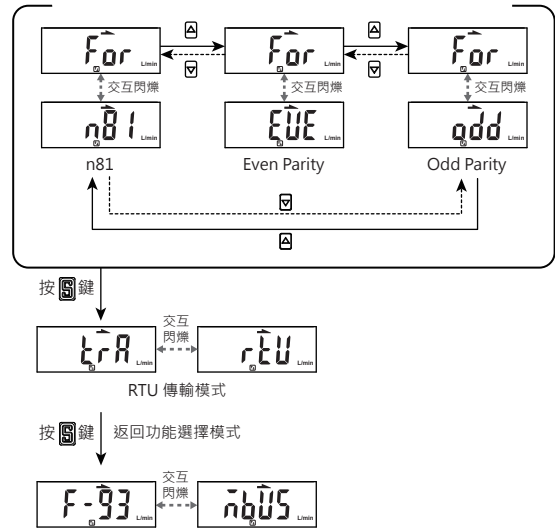 For L/min For L/min For L/min
交互閃爍 交互閃爍 交互閃爍
n81 L/min EUE L/min odd L/min
n81 Even Parity Odd Parity
按 S 鍵
交互
閃爍
trA L/min rtU L/min
RTU 傳輸模式
按 S 鍵 返回功能選擇模式
交互
閃爍
F-93 L/min mbUS L/min